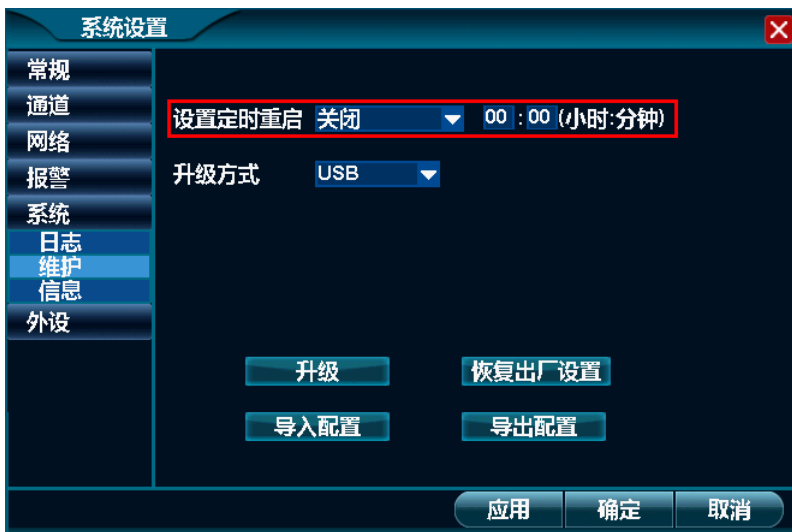 系统设置
常规
通道
网络
报警
系统
日志
维护
信息
外设
设置定时重启 关闭 00 : 00 (小时:分钟)
升级方式 USB
升级 恢复出厂设置
导入配置 导出配置
应用 确定 取消